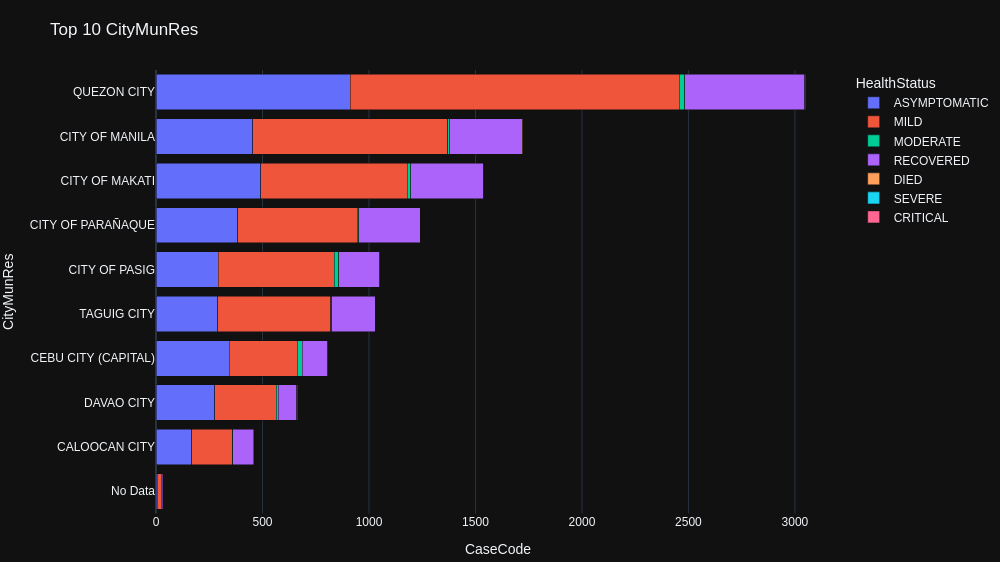 Top 10 CityMunRes
HealthStatus
ASYMPTOMATIC
MILD
MODERATE
RECOVERED
DIED
SEVERE
CRITICAL
CityMunRes
QUEZON CITY
CITY OF MANILA
CITY OF MAKATI
CITY OF PARAÑAQUE
CITY OF PASIG
TAGUIG CITY
CEBU CITY (CAPITAL)
DAVAO CITY
CALOOCAN CITY
No Data
0 500 1000 1500 2000 2500 3000
CaseCode